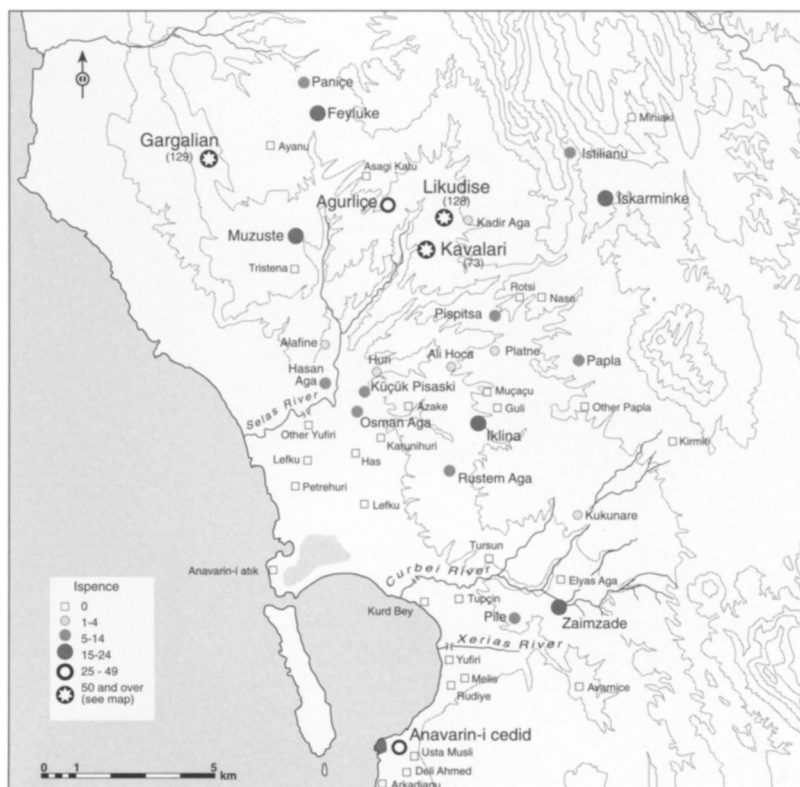 Paniçe
Feyluke
Miniaki
Gargalian
(129)
Ayanu
Istilianu
Asagi Katu
Likudise
(128)
Iskarminke
Agurliçe
Kadir Aga
Muzuste
Kavalari
(73)
Tristena
Rotsi
Nase
Pispitsa
Alafine
Ali Hoca
Platne
Papla
Huri
Hasan
Aga
Küçük Pisaski
Muçaçu
Selas River
Azake
Guli
Other Papla
Osman Aga
Other Yufiri
Iklina
Katunihuri
Kirmiti
Lefku
Has
Rustem Aga
Petrehuri
Lefku
Kukunare
Tursun
Anavarin-i atık
Curbei River
Elyas Aga
Ispence
0
1-4
5-14
15-24
25 - 49
50 and over
(see map)
Kurd Bey
Tupçin
Pile
Zaimzade
Xerias River
Yufiri
Melis
Rudiye
Avarniçe
Anavarin-i cedid
Usta Musli
Deli Ahmed
Arkadianu
0 1 5
km